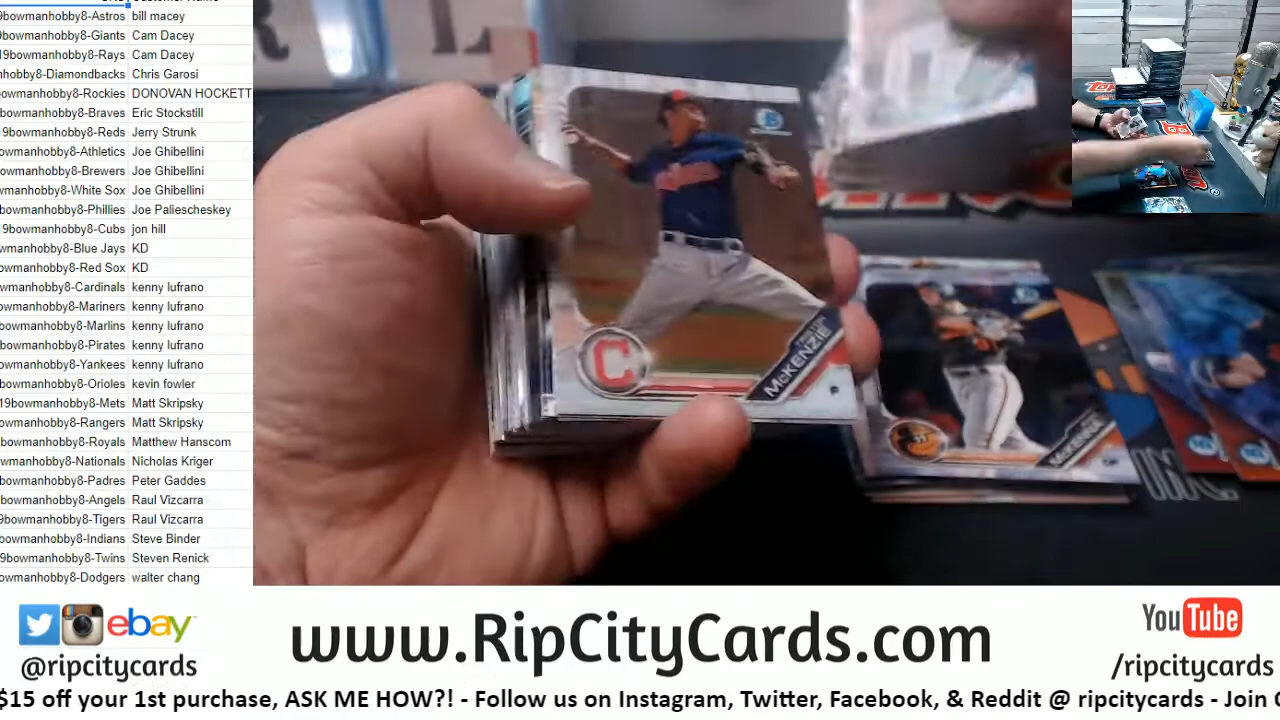 9bowmanhobby8-Astros bill macey
9bowmanhobby8-Giants Cam Dacey
19bowmanhobby8-Rays Cam Dacey
nhobby8-Diamondbacks Chris Garosi
bowmanhobby8-Rockies DONOVAN HOCKETT
bowmanhobby8-Braves Eric Stockstill
9bowmanhobby8-Reds Jerry Strunk
owmanhobby8-Athletics Joe Ghibellini
owmanhobby8-Brewers Joe Ghibellini
wmanhobby8-White Sox Joe Ghibellini
bowmanhobby8-Phillies Joe Paliescheskey
9bowmanhobby8-Cubs jon hill
owmanhobby8-Blue Jays KD
owmanhobby8-Red Sox KD
owmanhobby8-Cardinals kenny lufrano
owmanhobby8-Mariners kenny lufrano
bowmanhobby8-Marlins kenny lufrano
bowmanhobby8-Pirates kenny lufrano
owmanhobby8-Yankees kenny lufrano
bowmanhobby8-Orioles kevin fowler
19bowmanhobby8-Mets Matt Skripsky
owmanhobby8-Rangers Matt Skripsky
bowmanhobby8-Royals Matthew Hanscom
wmanhobby8-Nationals Nicholas Kriger
bowmanhobby8-Padres Peter Gaddes
bowmanhobby8-Angels Raul Vizcarra
9bowmanhobby8-Tigers Raul Vizcarra
bowmanhobby8-Indians Steve Binder
9bowmanhobby8-Twins Steven Renick
owmanhobby8-Dodgers walter chang
C
McKENZIE
McKENNA
ebay
@ripcitycards
www.RipCityCards.com
YouTube
/ripcitycards
$15 off your 1st purchase, ASK ME HOW?! - Follow us on Instagram, Twitter, Facebook, & Reddit @ ripcitycards - Join